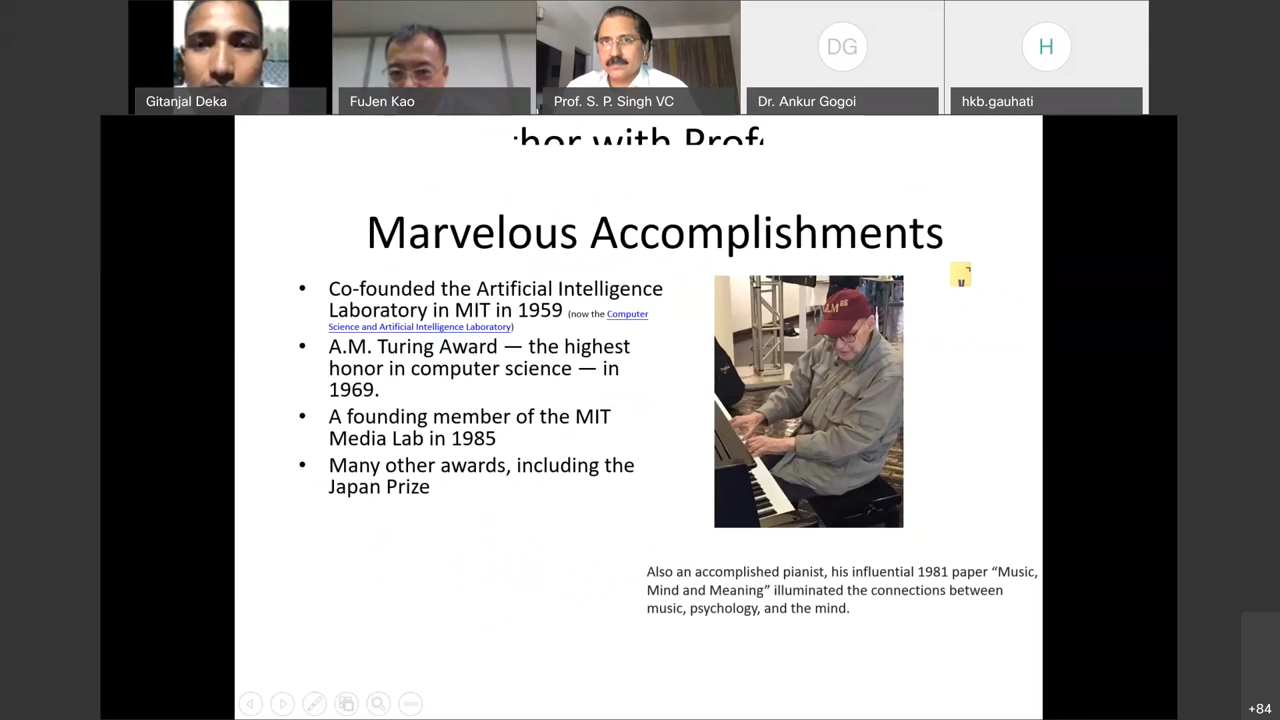 Gitanjal Deka
FuJen Kao
Prof. S. P. Singh VC
DG
Dr. Ankur Gogoi
H
hkb.gauhati
with Prof
Marvelous Accomplishments
• Co-founded the Artificial Intelligence
Laboratory in MIT in 1959 (now the Computer
Science and Artificial Intelligence Laboratory)
• A.M. Turing Award — the highest
honor in computer science — in
1969.
• A founding member of the MIT
Media Lab in 1985
• Many other awards, including the
Japan Prize
Also an accomplished pianist, his influential 1981 paper “Music,
Mind and Meaning” illuminated the connections between
music, psychology, and the mind.
+84